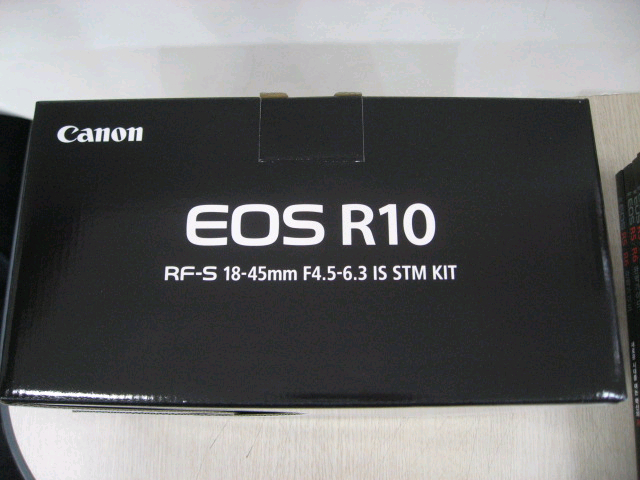 Canon
EOS R10
RF-S 18-45mm F4.5-6.3 IS STM KIT